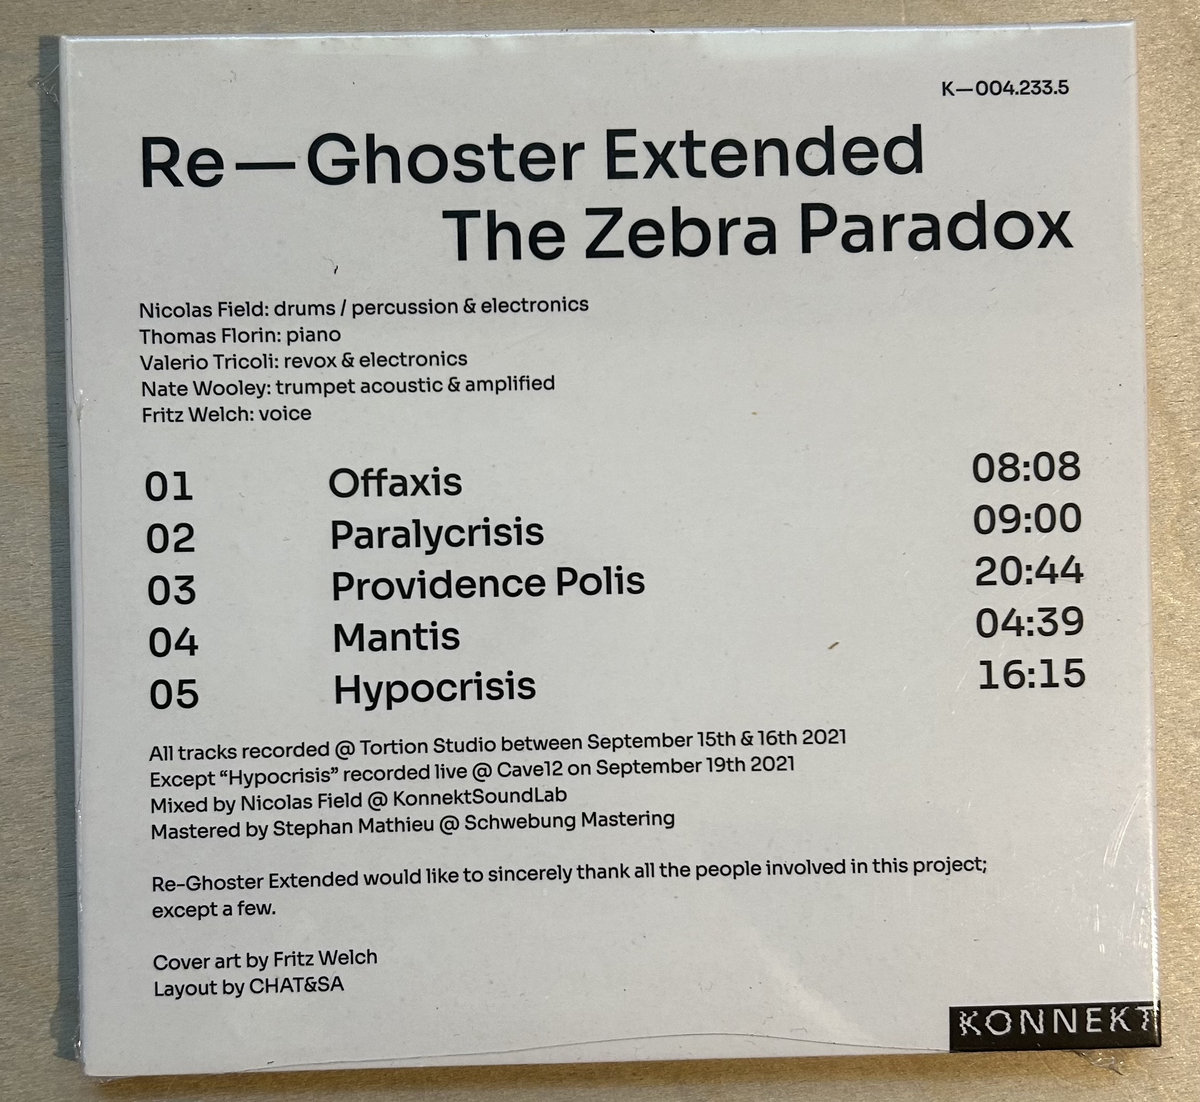 K—004.233.5
Re—Ghoster Extended
The Zebra Paradox
Nicolas Field: drums / percussion & electronics
Thomas Florin: piano
Valerio Tricoli: revox & electronics
Nate Wooley: trumpet acoustic & amplified
Fritz Welch: voice
01 Offaxis 08:08
02 Paralycrisis 09:00
03 Providence Polis 20:44
04 Mantis 04:39
05 Hypocrisis 16:15
All tracks recorded @ Tortion Studio between September 15th & 16th 2021
Except “Hypocrisis” recorded live @ Cave12 on September 19th 2021
Mixed by Nicolas Field @ KonnektSoundLab
Mastered by Stephan Mathieu @ Schwebung Mastering
Re-Ghoster Extended would like to sincerely thank all the people involved in this project;
except a few.
Cover art by Fritz Welch
Layout by CHAT&SA
KONNEKT